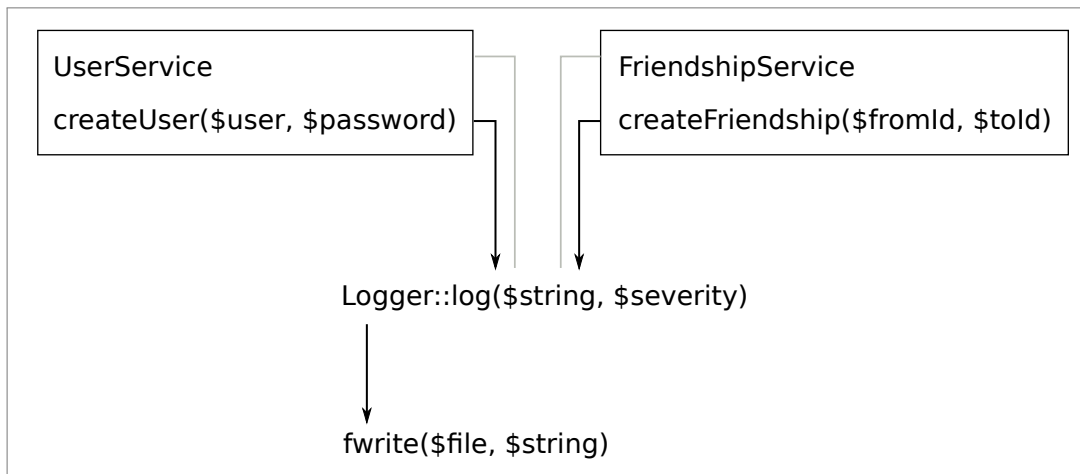 UserService
createUser($user, $password)
FriendshipService
createFriendship($fromId, $toId)
Logger::log($string, $severity)
fwrite($file, $string)